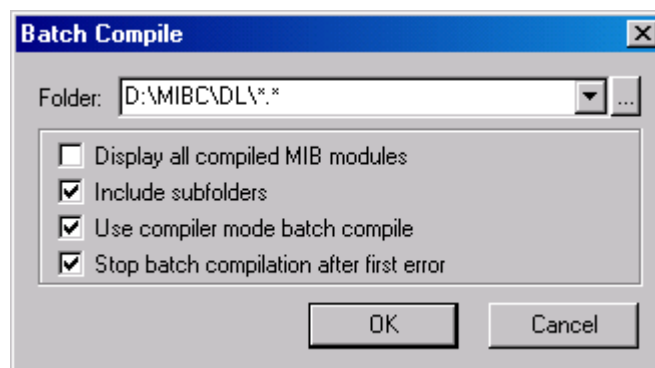 Batch Compile
Folder: D:\MIBC\DL\*.* ...
Display all compiled MIB modules
Include subfolders
Use compiler mode batch compile
Stop batch compilation after first error
OK Cancel